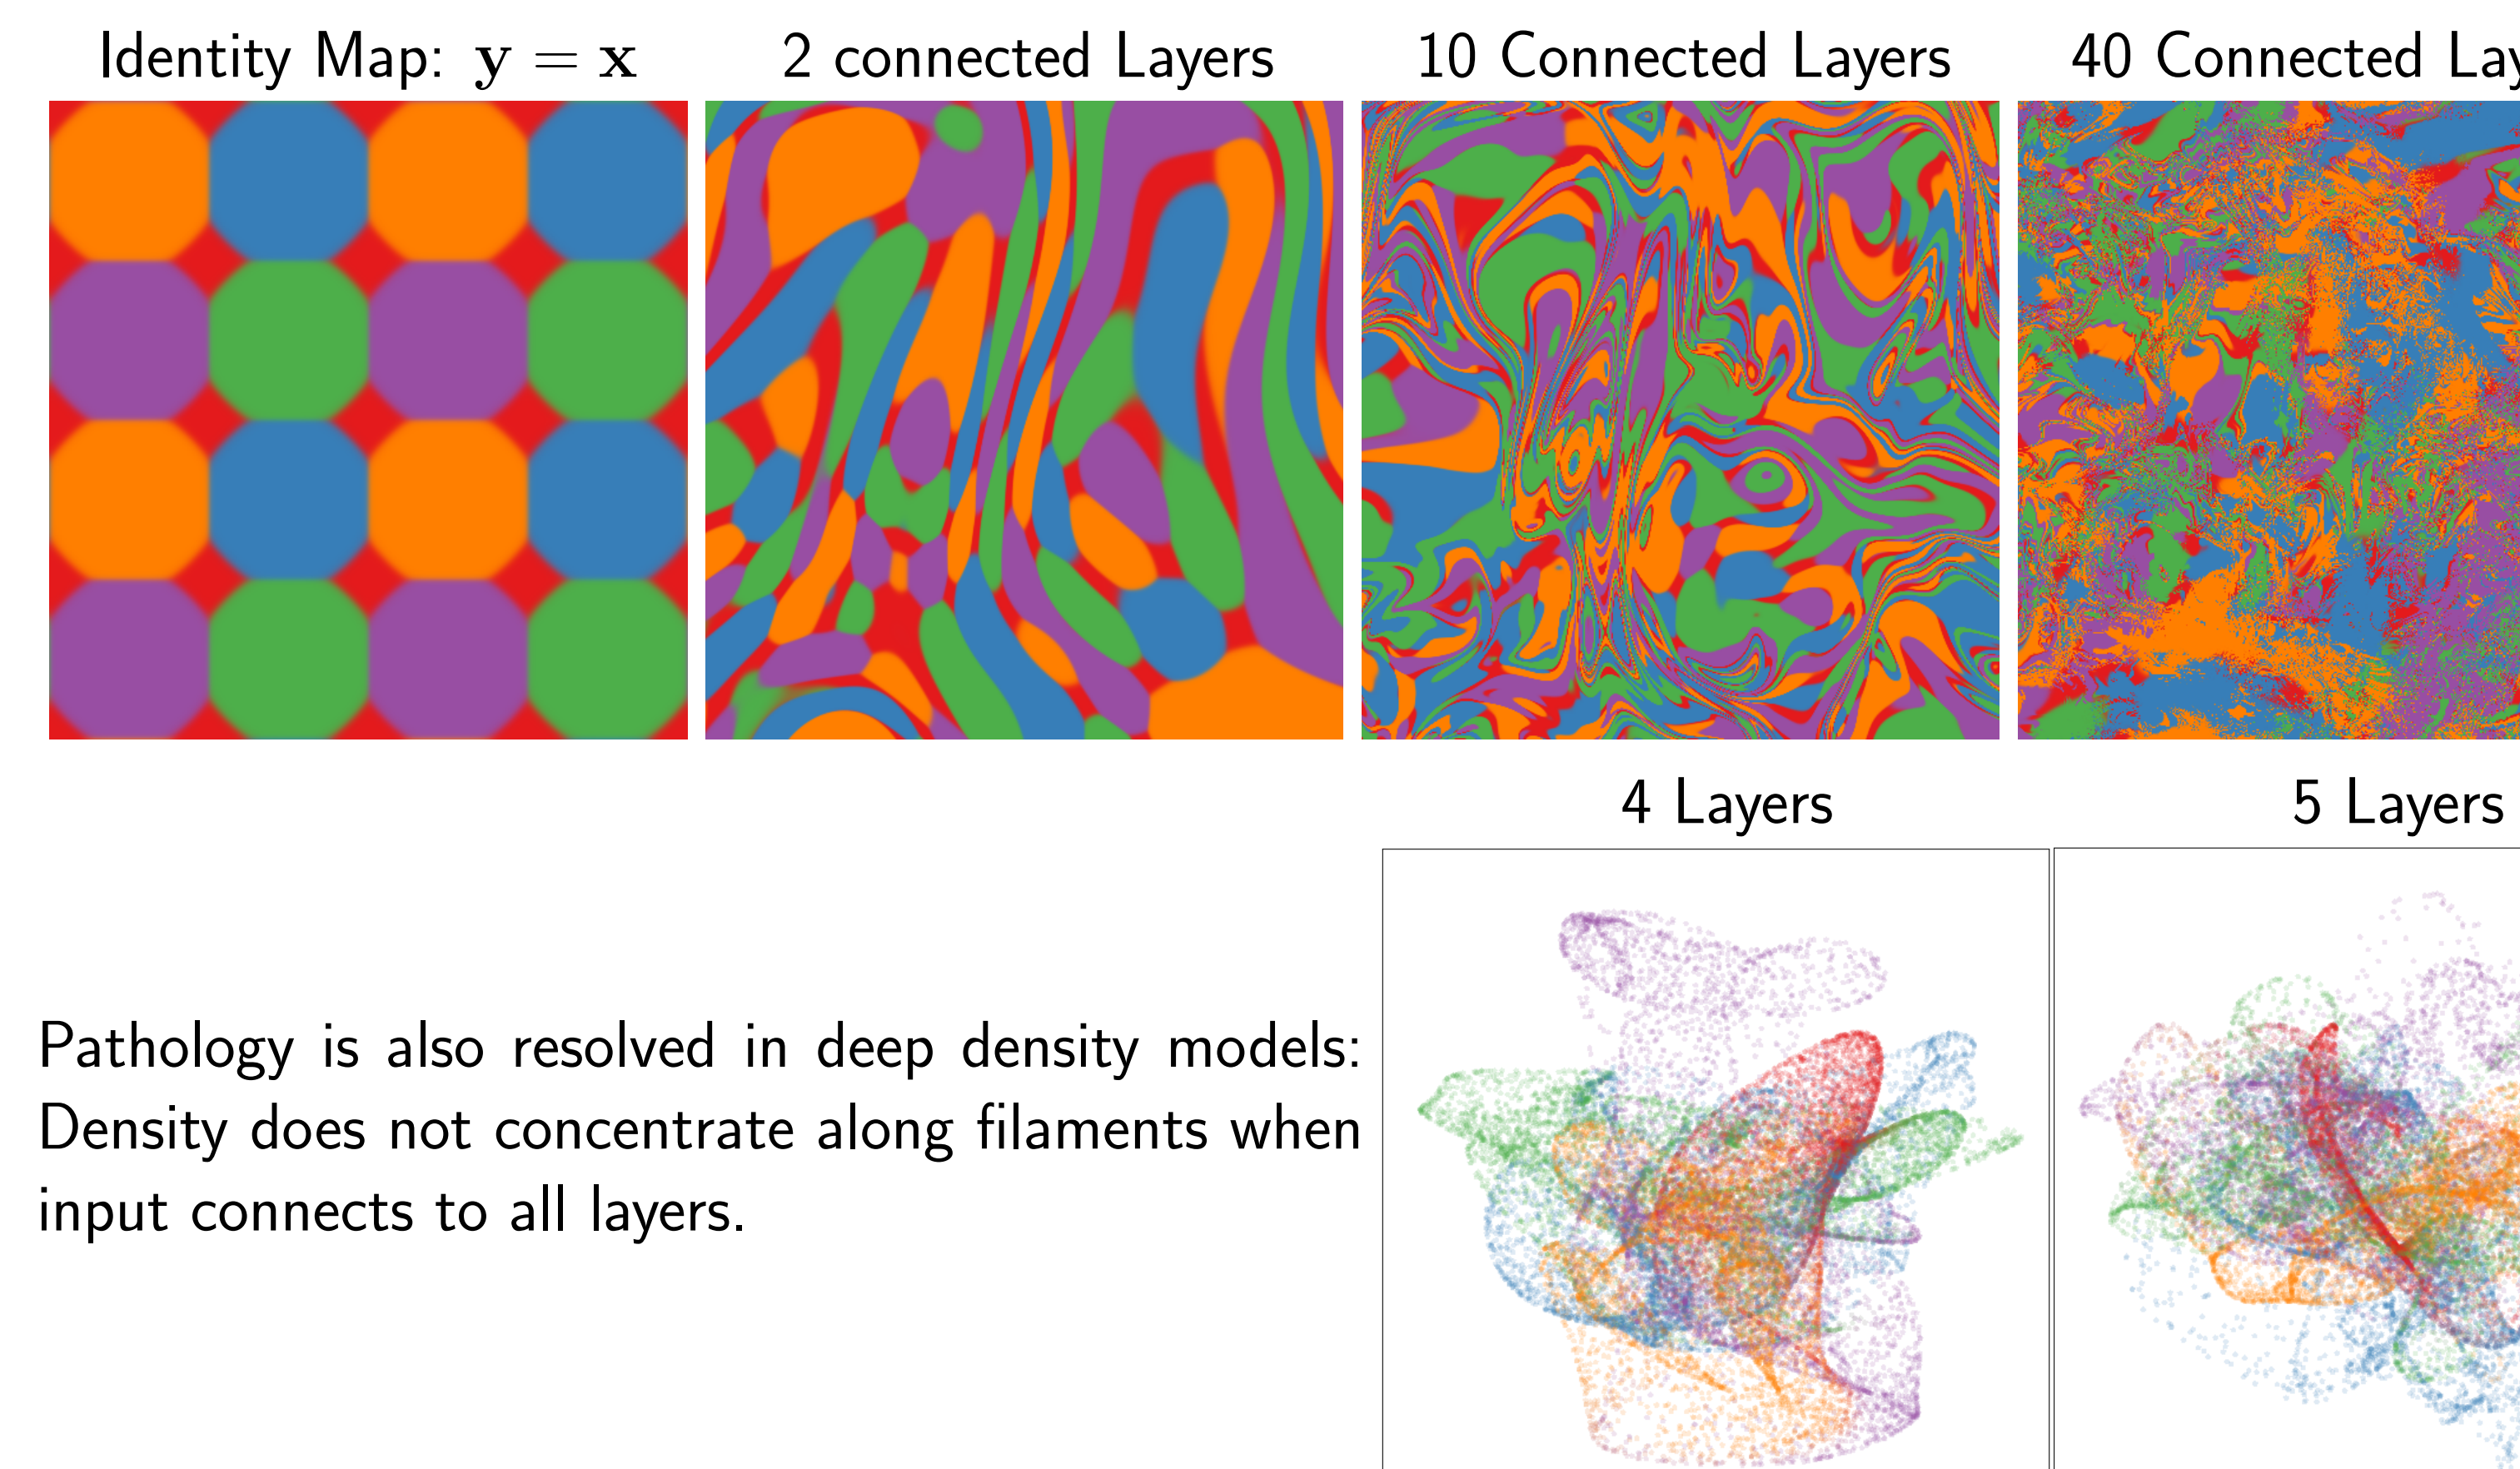 Identity Map: y = x
2 connected Layers
10 Connected Layers
40 Connected
4 Layers
5 Layers
Pathology is also resolved in deep density models:
Density does not concentrate along filaments when
input connects to all layers.